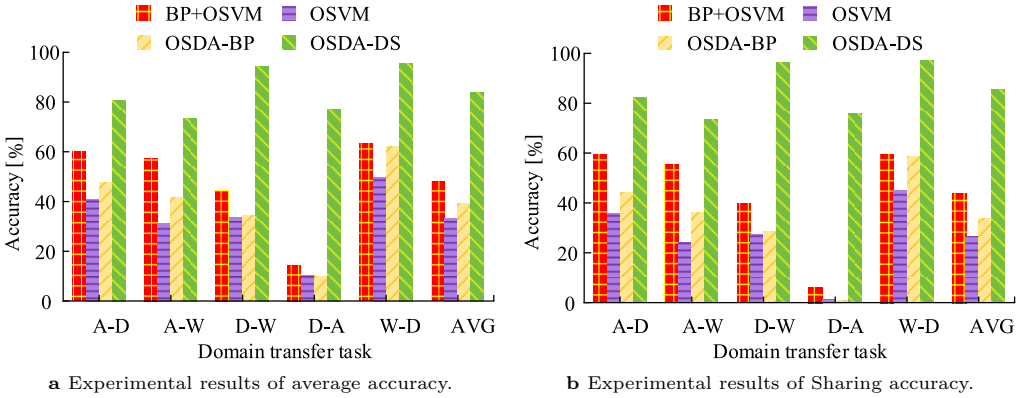 BP+OSVM OSVM
OSDA-BP OSDA-DS
Accuracy [%]
100
80
60
40
20
0
A-D A-W D-W D-A W-D AVG
Domain transfer task
a Experimental results of average accuracy.
BP+OSVM OSVM
OSDA-BP OSDA-DS
Accuracy [%]
100
80
60
40
20
0
A-D A-W D-W D-A W-D AVG
Domain transfer task
b Experimental results of Sharing accuracy.